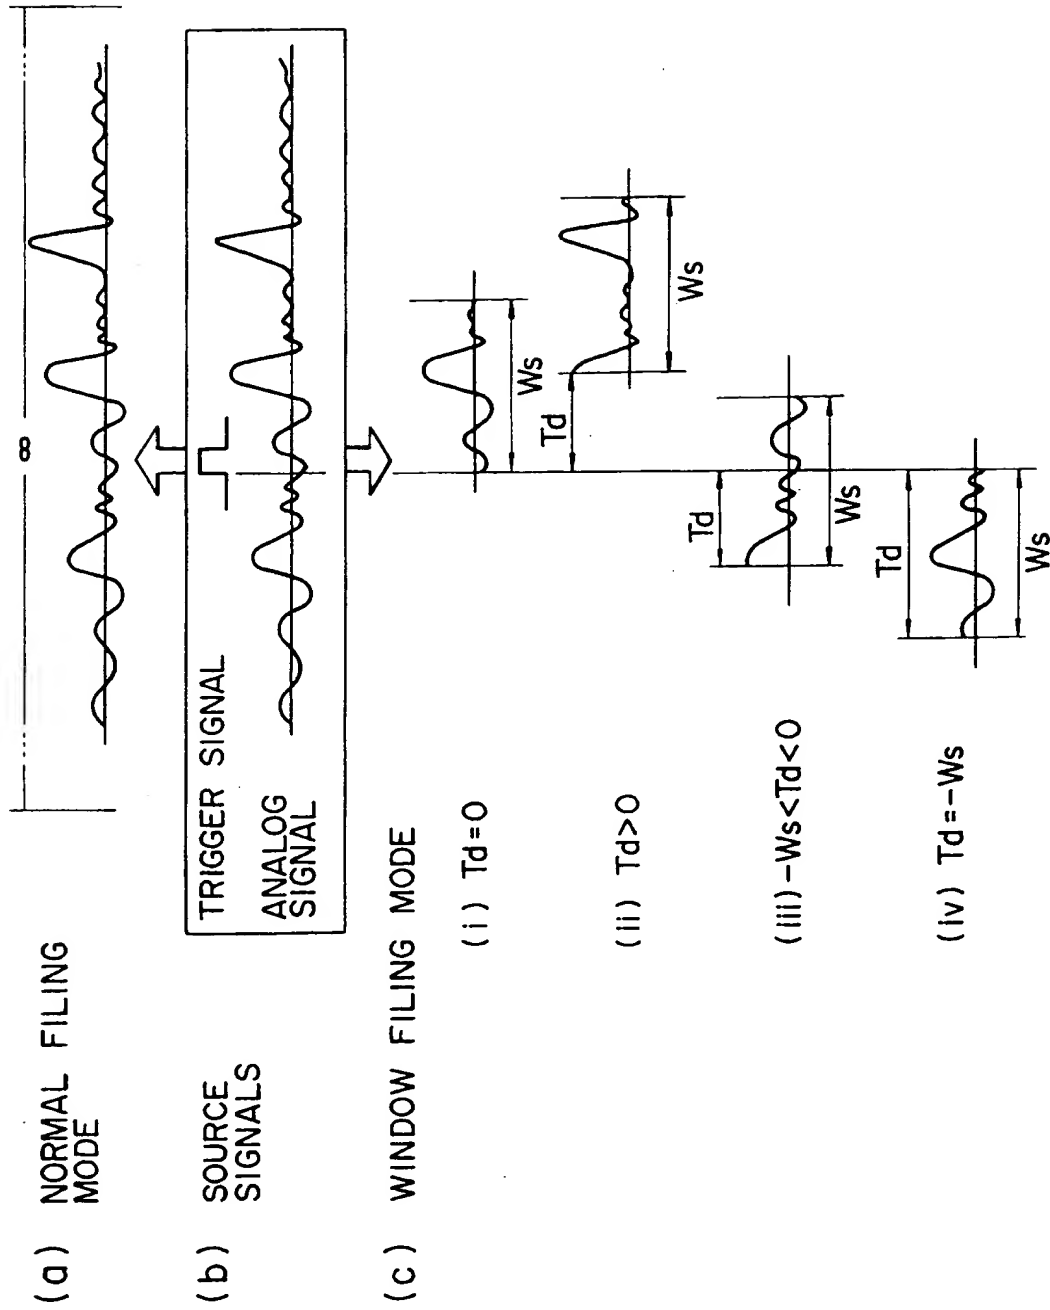 (a) NORMAL FILING
MODE
∞
(b) SOURCE
SIGNALS
TRIGGER SIGNAL
ANALOG
SIGNAL
(c) WINDOW FILING MODE
(i) Td=0
Ws
(ii) Td>0
Td
Ws
(iii) -Ws<Td<0
Td
Ws
(iv) Td=-Ws
Td
Ws